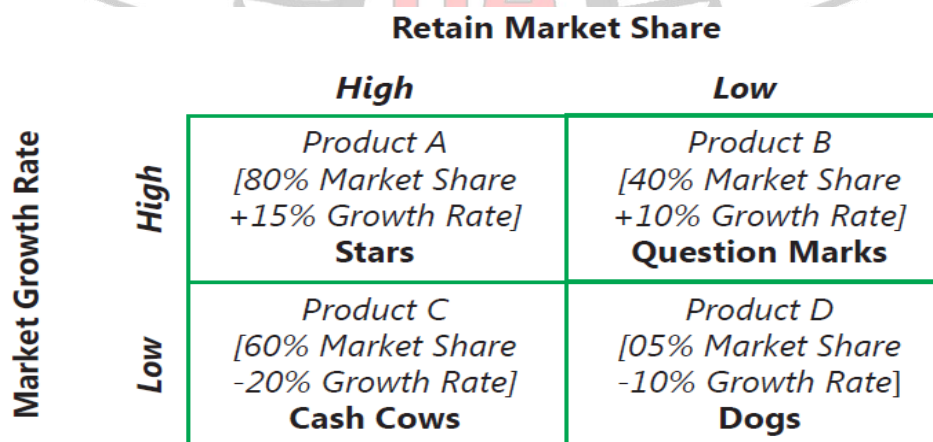 Retain Market Share
High
Low
Market Growth Rate
High
Product A
[80% Market Share
+15% Growth Rate]
Stars
Product B
[40% Market Share
+10% Growth Rate]
Question Marks
Low
Product C
[60% Market Share
-20% Growth Rate]
Cash Cows
Product D
[05% Market Share
-10% Growth Rate]
Dogs